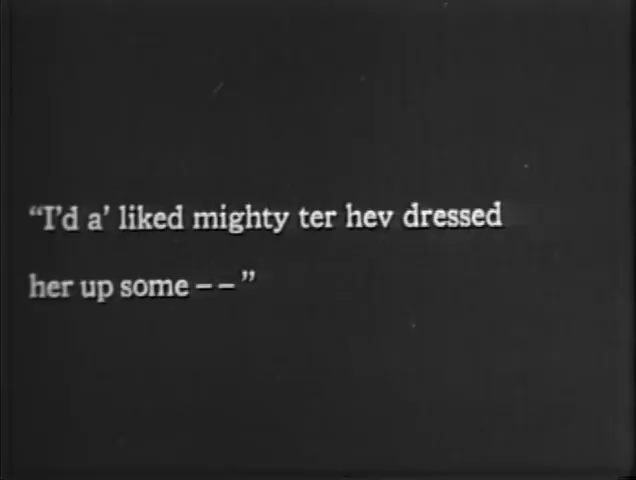 “I'd a' liked mighty ter hev dressed
her up some – – ”